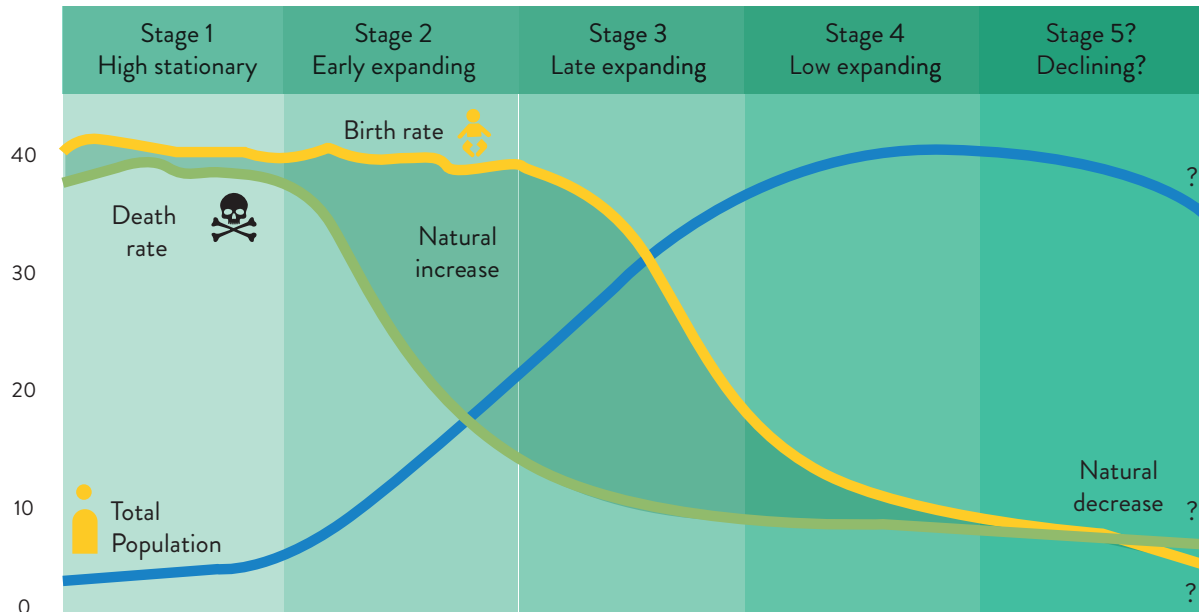 Stage 1
High stationary
Stage 2
Early expanding
Stage 3
Late expanding
Stage 4
Low expanding
Stage 5?
Declining?
40
30
20
10
0
Birth rate
Death
rate
Natural
increase
Total
Population
Natural
decrease
?
?
?